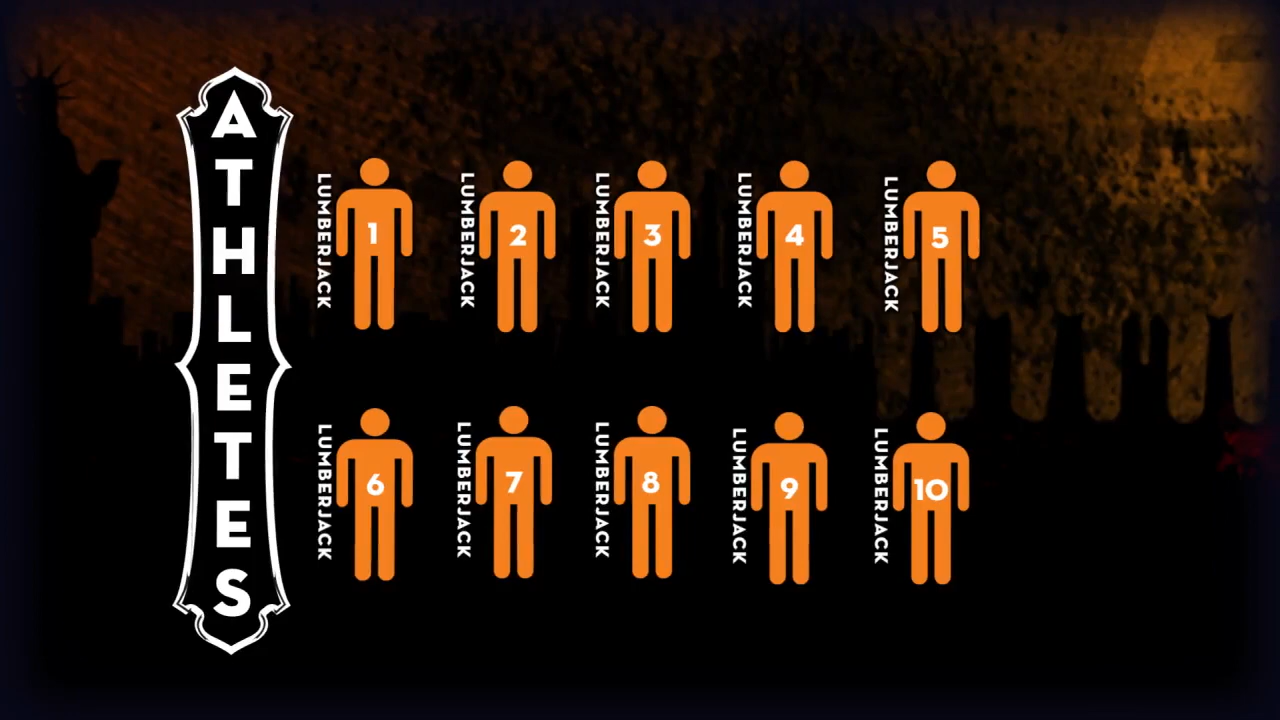 ATHLETES
LUMBERJACK 1
LUMBERJACK 2
LUMBERJACK 3
LUMBERJACK 4
LUMBERJACK 5
LUMBERJACK 6
LUMBERJACK 7
LUMBERJACK 8
LUMBERJACK 9
LUMBERJACK 10